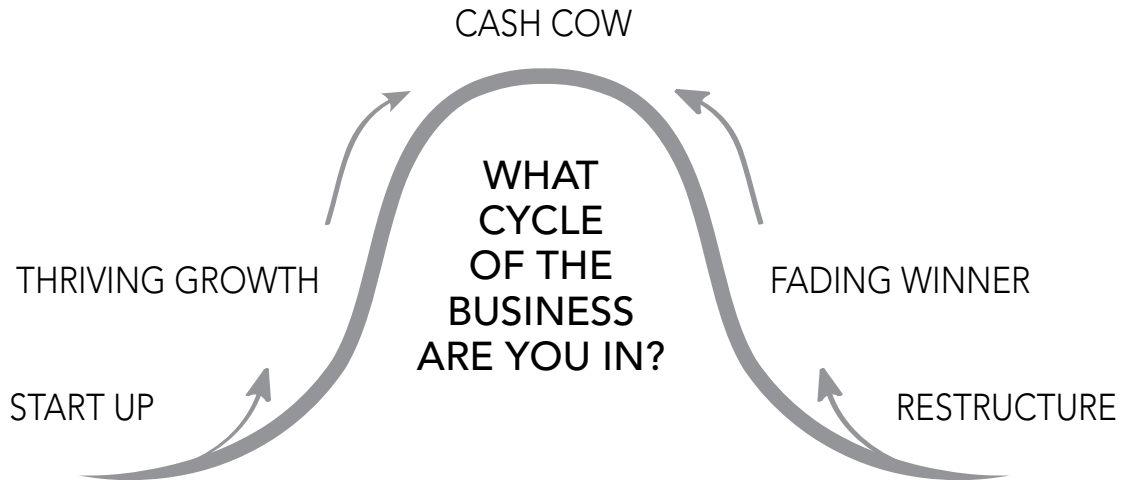 CASH COW
WHAT
CYCLE
OF THE
BUSINESS
ARE YOU IN?
THRIVING GROWTH
FADING WINNER
START UP
RESTRUCTURE